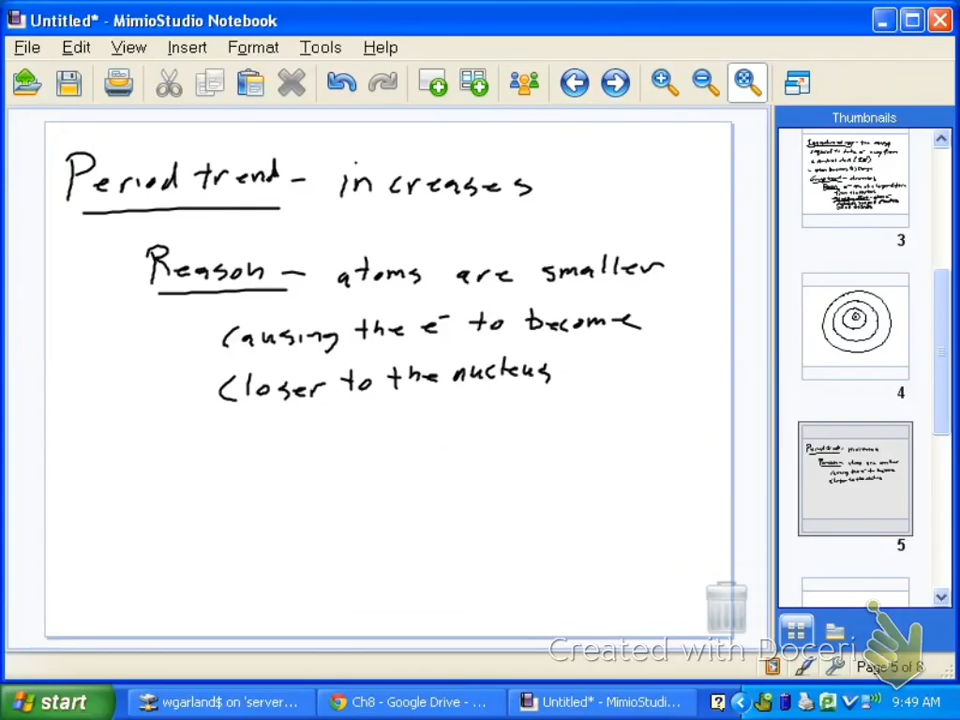 Untitled* - MimioStudio Notebook
File Edit View Insert Format Tools Help
Thumbnails
Period trend - increases
Reason - atoms are smaller
causing the e⁻ to become
closer to the nucleus
3
4
5
Created with Doceri
Page 5 of 8
start
wgarland$ on 'server...
Ch8 - Google Drive - ...
Untitled* - MimioStudi...
9:49 AM